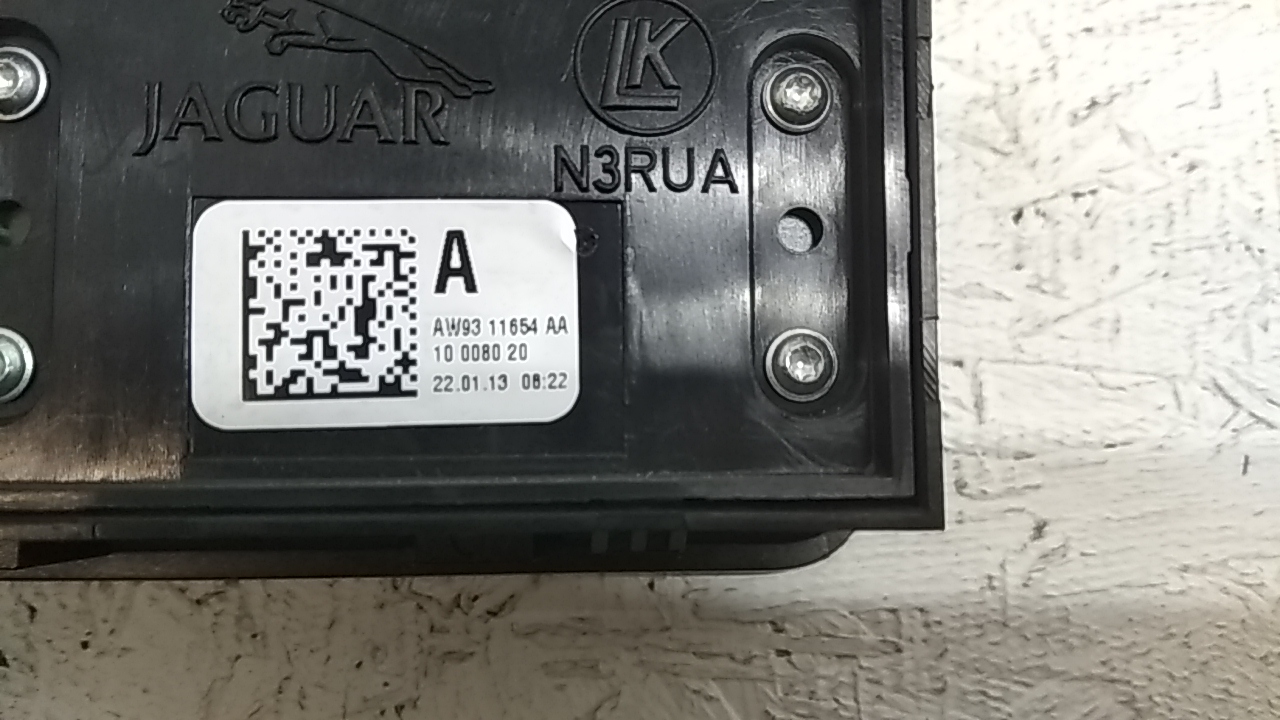 JAGUAR
LK
N3RUA
A
AW93 11654 AA
10 0080 20
22.01.13 08:22